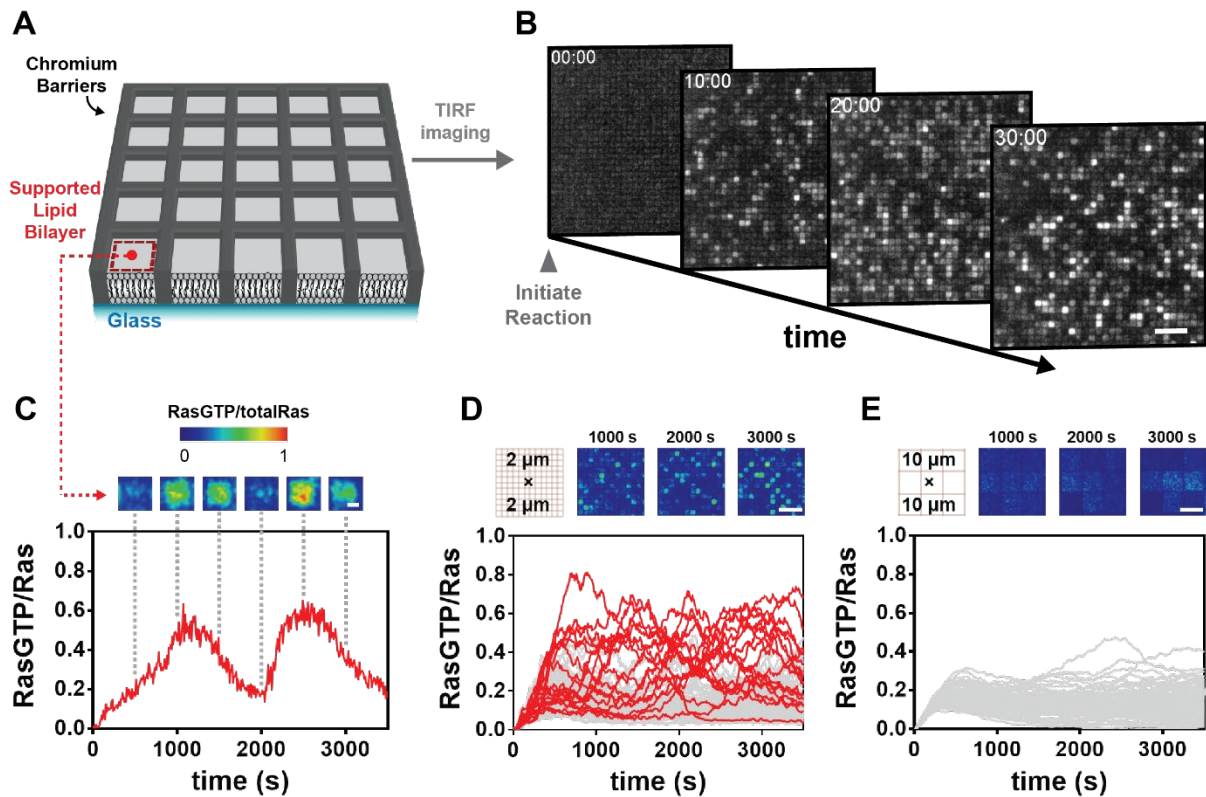 A
Chromium
Barriers
Supported
Lipid
Bilayer
Glass
TIRF
imaging
B
00:00
10:00
20:00
30:00
Initiate
Reaction
time
C
RasGTP/totalRas
0 1
1.0
0.8
0.6
0.4
0.2
0.0
RasGTP/Ras
0 1000 2000 3000
time (s)
D
2 µm
×
2 µm
1000 s 2000 s 3000 s
1.0
0.8
0.6
0.4
0.2
0.0
RasGTP/Ras
0 1000 2000 3000
time (s)
E
10 µm
×
10 µm
1000 s 2000 s 3000 s
1.0
0.8
0.6
0.4
0.2
0.0
RasGTP/Ras
0 1000 2000 3000
time (s)